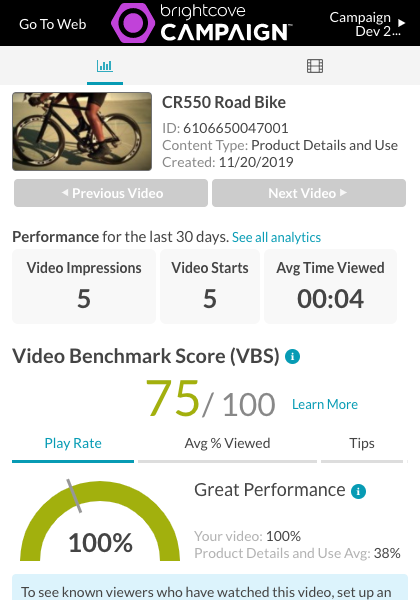 Go To Web
brightcove
CAMPAIGN™
Campaign
Dev 2...
CR550 Road Bike
ID: 6106650047001
Content Type: Product Details and Use
Created: 11/20/2019
Previous Video
Next Video
Performance for the last 30 days. See all analytics
Video Impressions
5
Video Starts
5
Avg Time Viewed
00:04
Video Benchmark Score (VBS) i
75 / 100
Learn More
Play Rate
Avg % Viewed
Tips
100%
Great Performance i
Your video: 100%
Product Details and Use Avg: 38%
To see known viewers who have watched this video, set up an